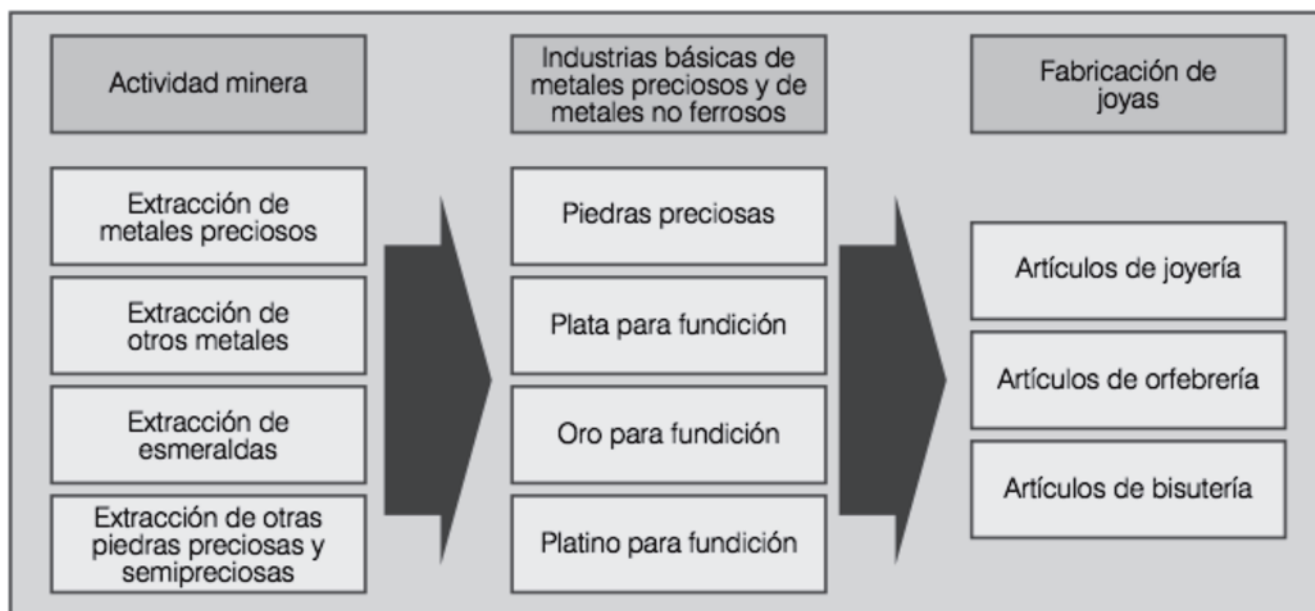 Actividad minera
Extracción de
metales preciosos
Extracción de
otros metales
Extracción de
esmeraldas
Extracción de otras
piedras preciosas y
semipreciosas
Industrias básicas de
metales preciosos y de
metales no ferrosos
Piedras preciosas
Plata para fundición
Oro para fundición
Platino para fundición
Fabricación de
joyas
Artículos de joyería
Artículos de orfebrería
Artículos de bisutería